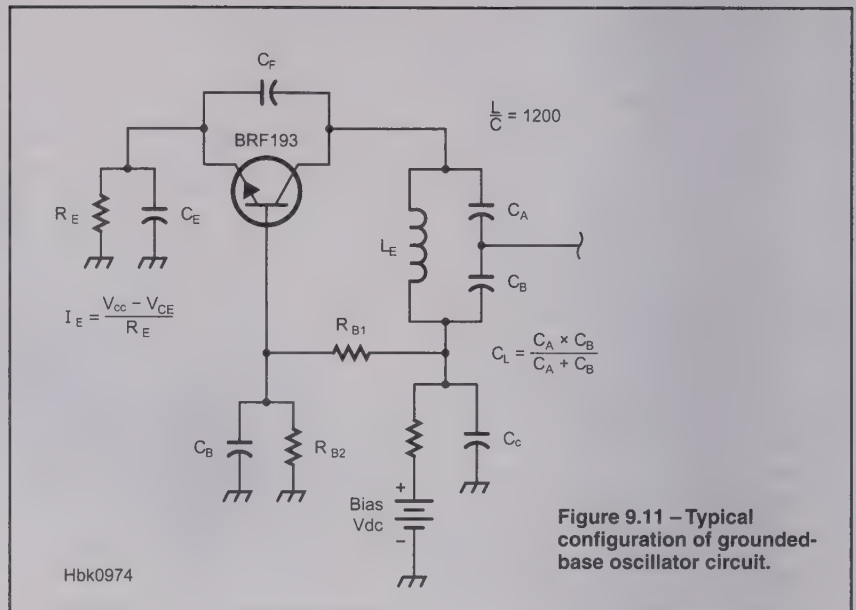 C_F
L/C = 1200
BRF193
R_E
C_E
C_A
L_E
C_B
I_E = (V_cc – V_CE) / R_E
R_B1
C_L = (C_A × C_B) / (C_A + C_B)
C_B
R_B2
C_C
+
Bias
Vdc
–
Figure 9.11 – Typical
configuration of grounded-
base oscillator circuit.
Hbk0974